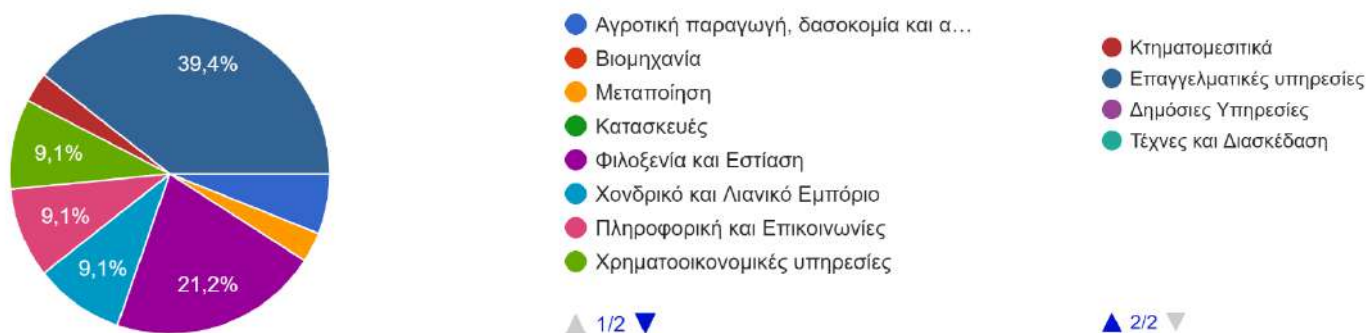 39,4%
9,1%
9,1%
9,1%
21,2%
Αγροτική παραγωγή, δασοκομία και α…
Βιομηχανία
Μεταποίηση
Κατασκευές
Φιλοξενία και Εστίαση
Χονδρικό και Λιανικό Εμπόριο
Πληροφορική και Επικοινωνίες
Χρηματοοικονομικές υπηρεσίες
1/2
Κτηματομεσιτικά
Επαγγελματικές υπηρεσίες
Δημόσιες Υπηρεσίες
Τέχνες και Διασκέδαση
2/2